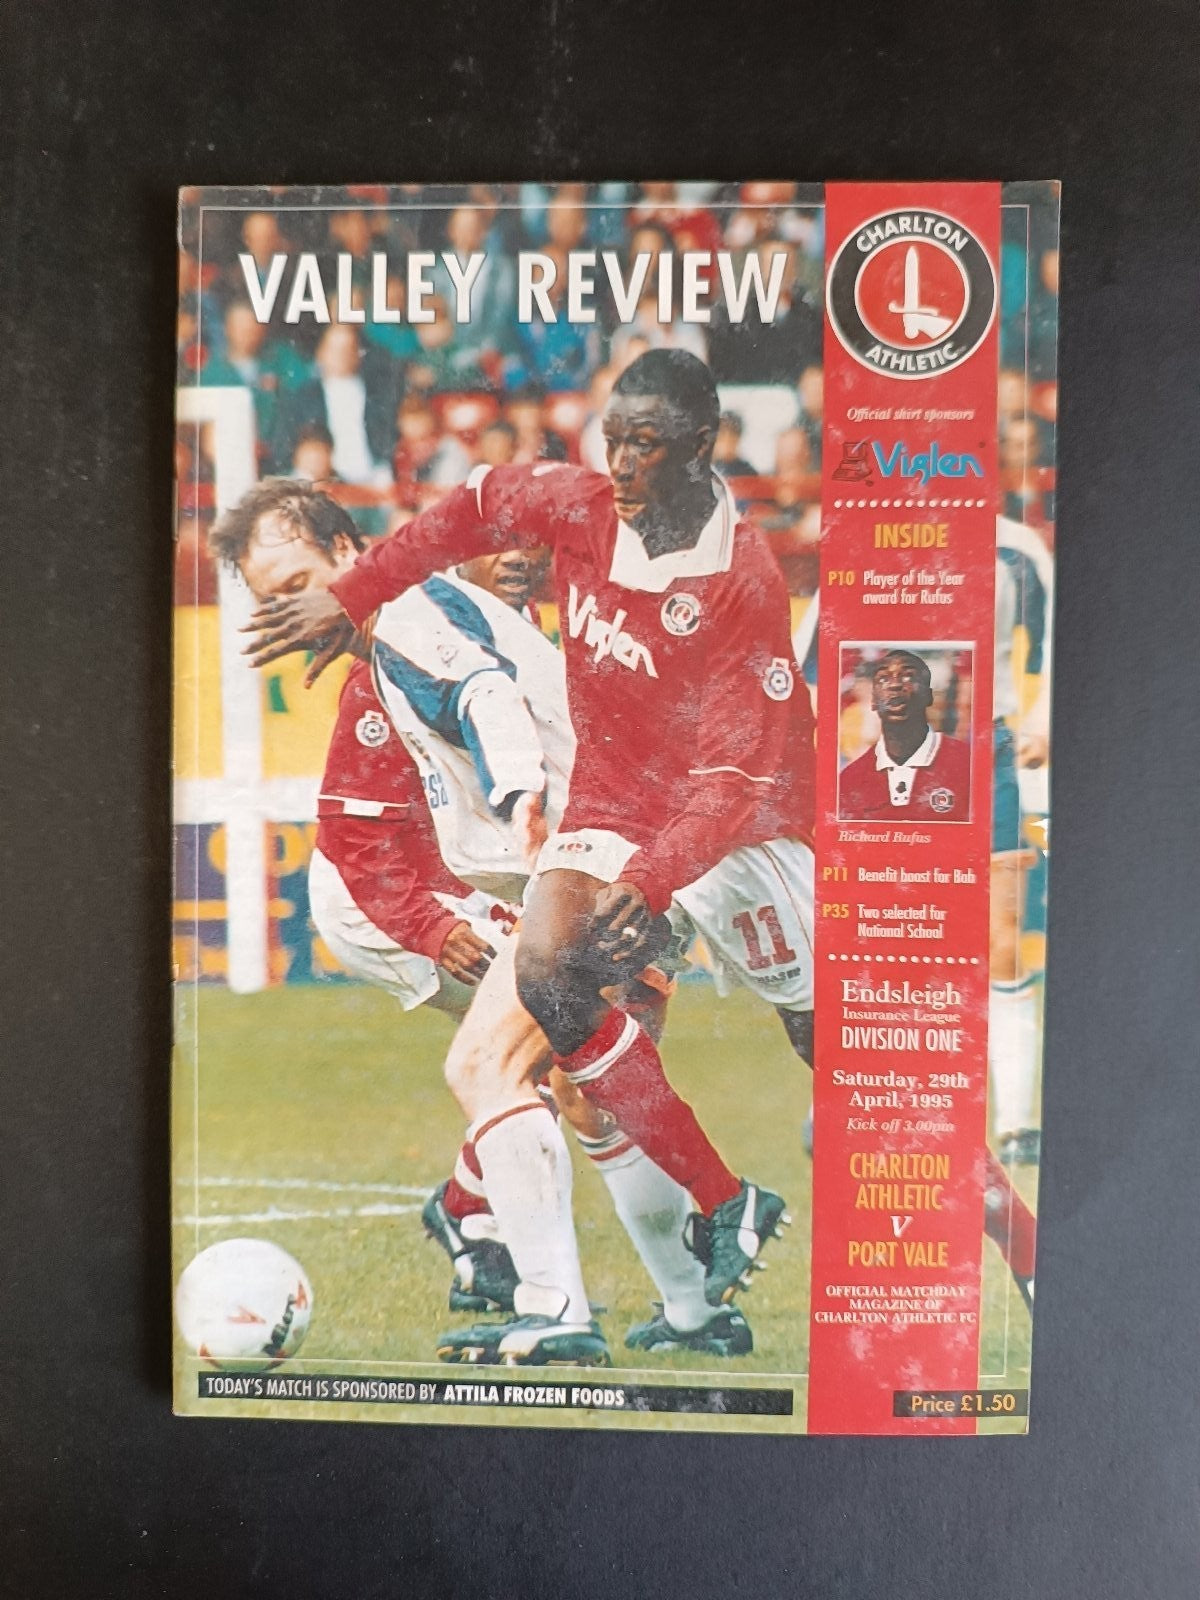 VALLEY REVIEW
CHARLTON
ATHLETIC
Official shirt sponsors
Viglen
INSIDE
P10 Player of the Year
award for Rufus
Richard Rufus
P11 Benefit boost for Bob
P35 Two selected for
National School
Endsleigh
Insurance League
DIVISION ONE
Saturday, 29th
April, 1995
Kick off 3.00pm
CHARLTON
ATHLETIC
V
PORT VALE
OFFICIAL MATCHDAY
MAGAZINE OF
CHARLTON ATHLETIC FC
Price £1.50
Viglen
11
Mitre
TODAY'S MATCH IS SPONSORED BY ATTILA FROZEN FOODS